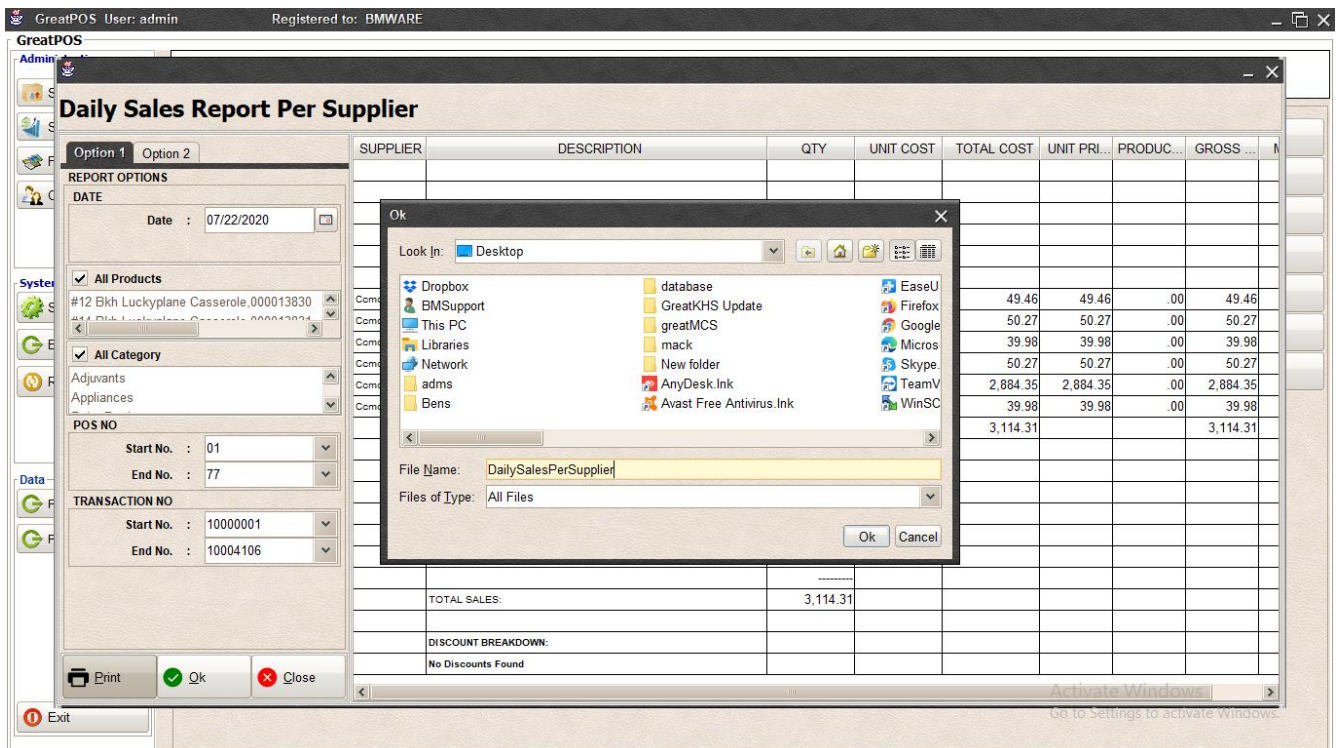 GreatPOS User: admin Registered to: BMWARE
GreatPOS
Admin
Daily Sales Report Per Supplier
Option 1 Option 2
REPORT OPTIONS
DATE
Date : 07/22/2020
All Products
#12 Bkh Luckyplane Casserole,000013830
All Category
Adjuvants
Appliances
POS NO
Start No. : 01
End No. : 77
TRANSACTION NO
Start No. : 10000001
End No. : 10004106
Print Ok Close
Exit
System
Data
SUPPLIER DESCRIPTION QTY UNIT COST TOTAL COST UNIT PRI... PRODUC... GROSS ...
49.46 49.46 .00 49.46
50.27 50.27 .00 50.27
39.98 39.98 .00 39.98
50.27 50.27 .00 50.27
2,884.35 2,884.35 .00 2,884.35
39.98 39.98 .00 39.98
3,114.31 3,114.31
---------
TOTAL SALES: 3,114.31
DISCOUNT BREAKDOWN:
No Discounts Found
Ok
Look In: Desktop
Dropbox database EaseU
BMSupport GreatKHS Update Firefox
This PC greatMCS Google
Libraries mack Micros
Network New folder Skype.
adms AnyDesk.lnk TeamV
Bens Avast Free Antivirus.lnk WinSC
File Name: DailySalesPerSupplier
Files of Type: All Files
Ok Cancel
Activate Windows
Go to Settings to activate Windows.